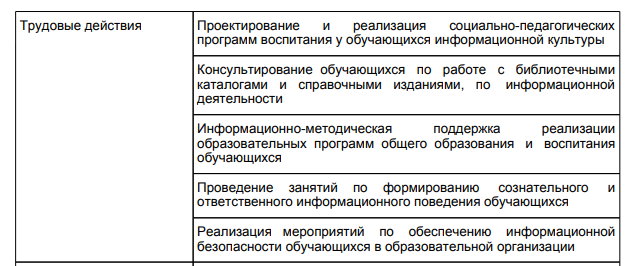 Трудовые действия
Проектирование и реализация социально-педагогических
программ воспитания у обучающихся информационной культуры
Консультирование обучающихся по работе с библиотечными
каталогами и справочными изданиями, по информационной
деятельности
Информационно-методическая поддержка реализации
образовательных программ общего образования и воспитания
обучающихся
Проведение занятий по формированию сознательного и
ответственного информационного поведения обучающихся
Реализация мероприятий по обеспечению информационной
безопасности обучающихся в образовательной организации